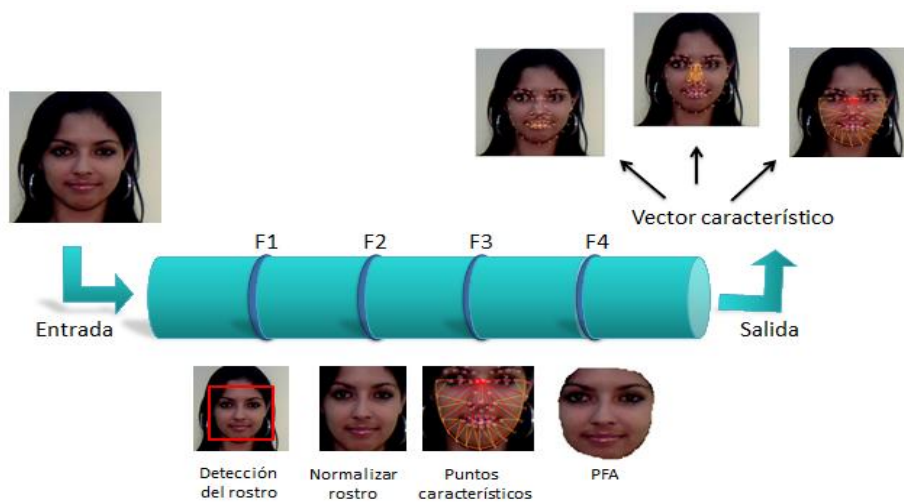 Vector característico
F1 F2 F3 F4
Entrada
Salida
Detección
del rostro
Normalizar
rostro
Puntos
característicos
PFA